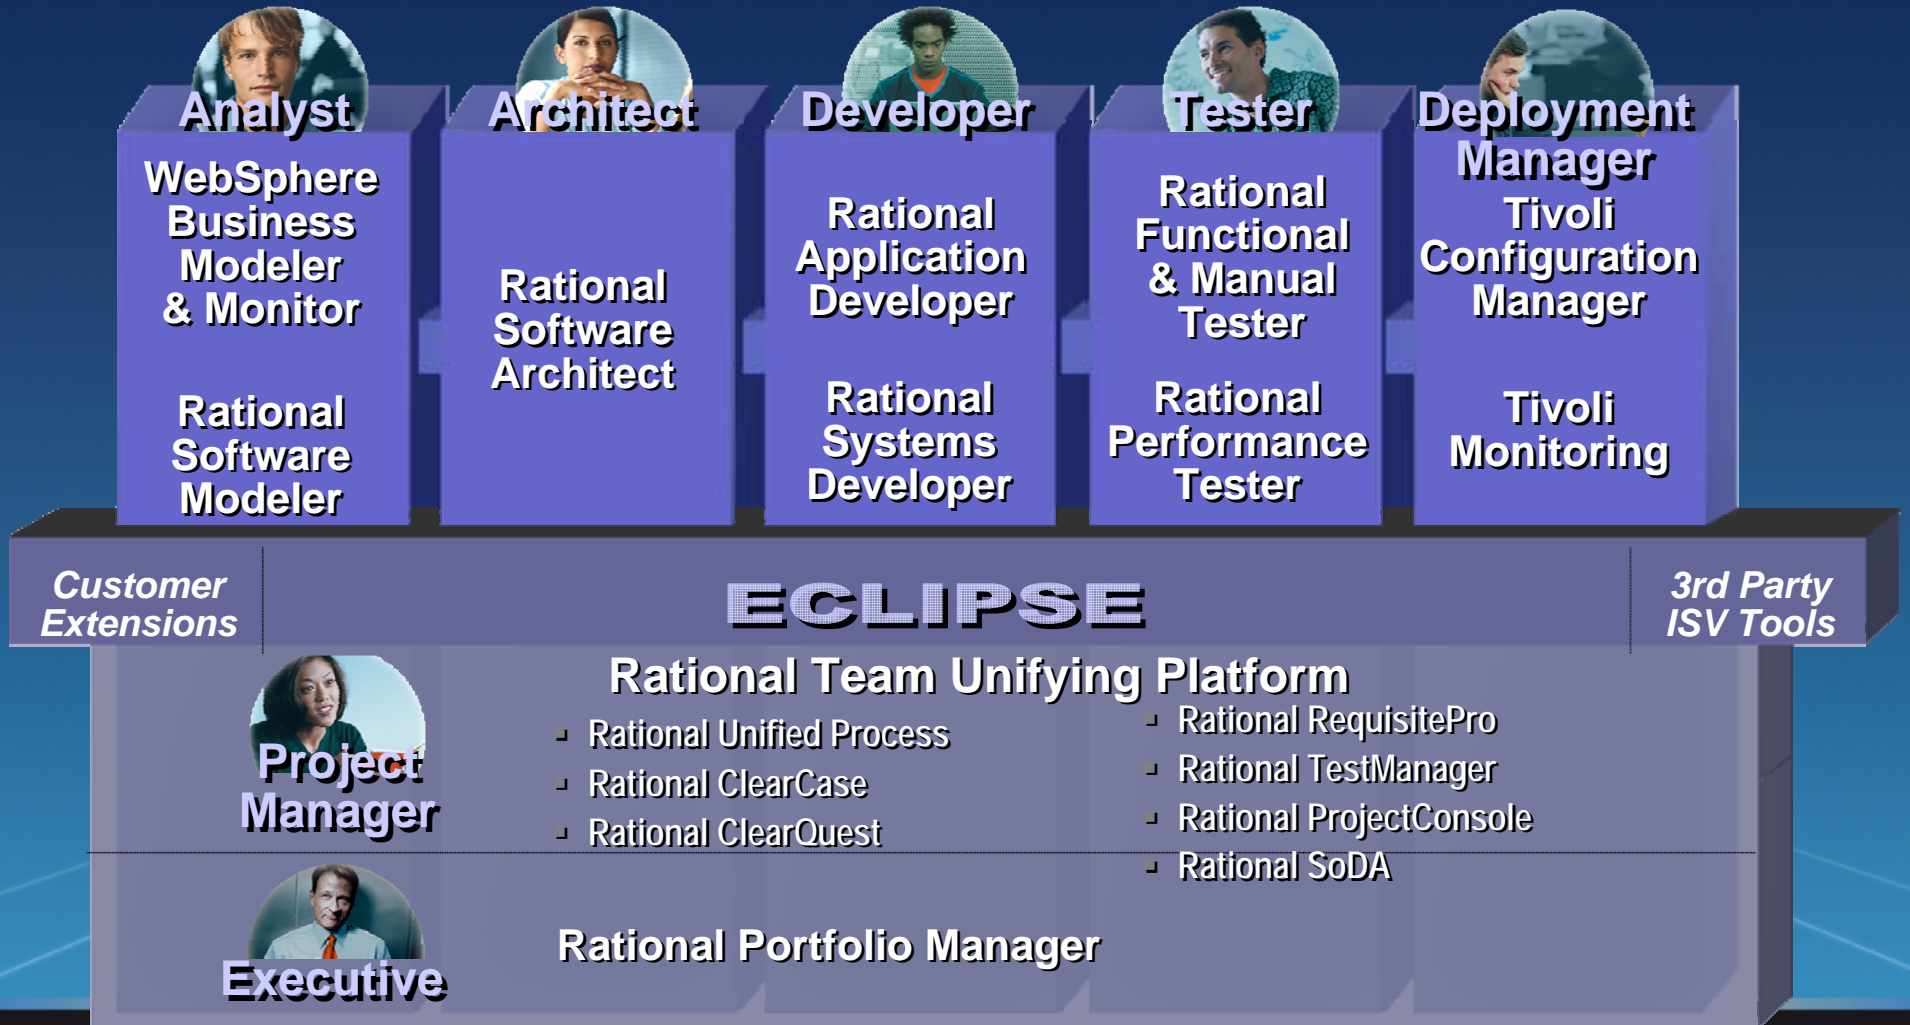 Analyst
WebSphere
Business
Modeler
& Monitor
Rational
Software
Modeler
Architect
Rational
Software
Architect
Developer
Rational
Application
Developer
Rational
Systems
Developer
Tester
Rational
Functional
& Manual
Tester
Rational
Performance
Tester
Deployment
Manager
Tivoli
Configuration
Manager
Tivoli
Monitoring
Customer
Extensions
ECLIPSE
3rd Party
ISV Tools
Project
Manager
Rational Team Unifying Platform
▪ Rational Unified Process
▪ Rational ClearCase
▪ Rational ClearQuest
▪ Rational RequisitePro
▪ Rational TestManager
▪ Rational ProjectConsole
▪ Rational SoDA
Executive
Rational Portfolio Manager